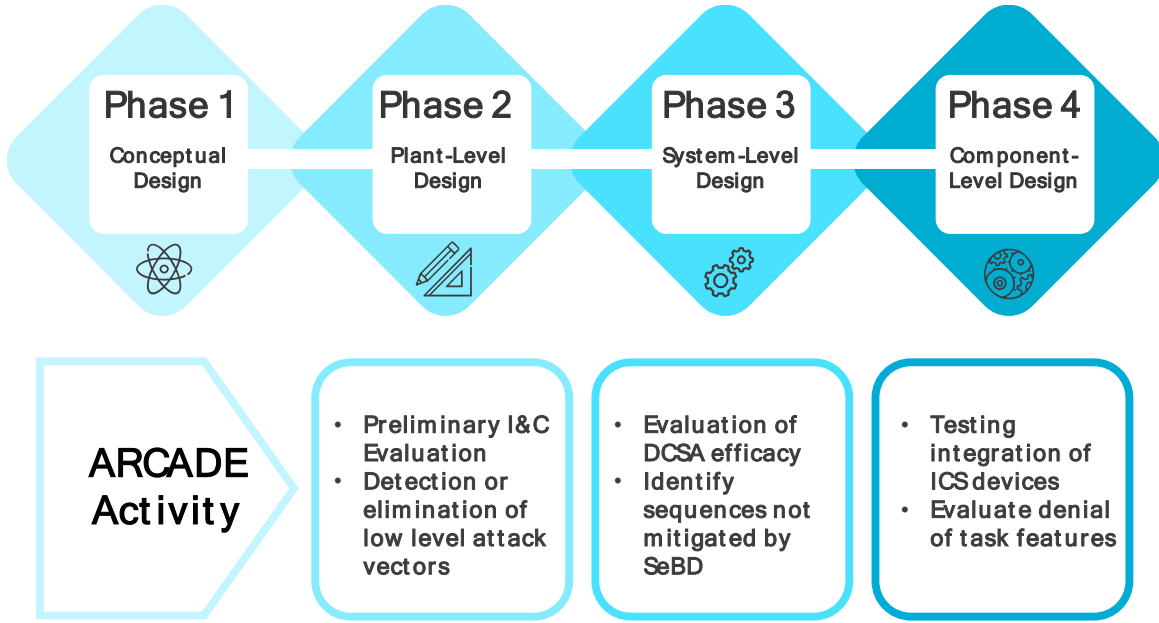 Phase 1
Conceptual
Design
Phase 2
Plant-Level
Design
Phase 3
System-Level
Design
Phase 4
Component-
Level Design
ARCADE
Activity
• Preliminary I&C
Evaluation
• Detection or
elimination of
low level attack
vectors
• Evaluation of
DCSA efficacy
• Identify
sequences not
mitigated by
SeBD
• Testing
integration of
ICS devices
• Evaluate denial
of task features